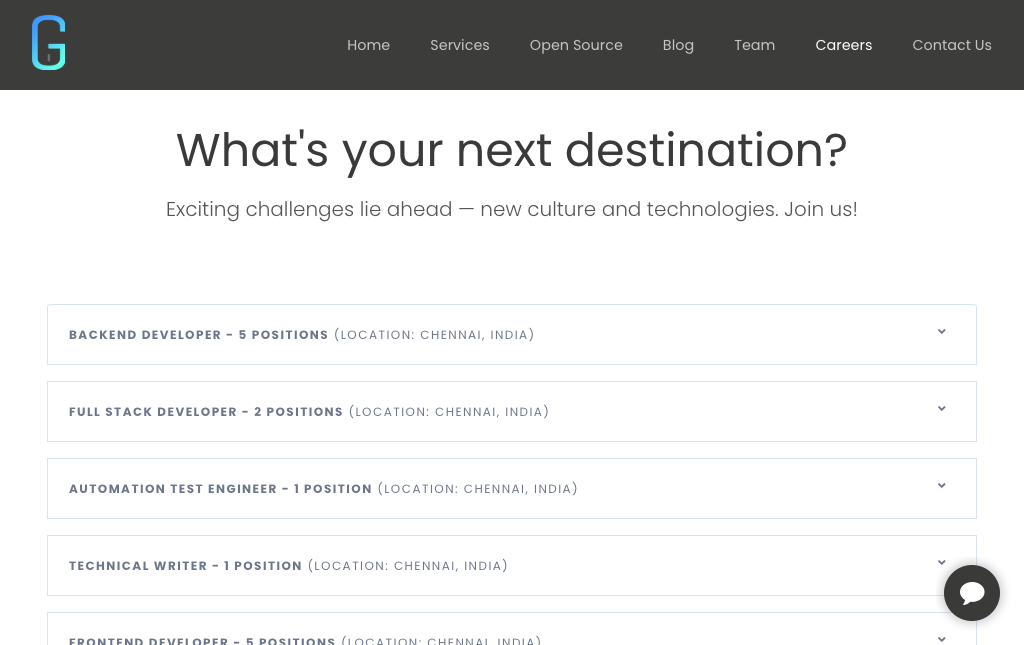 Home Services Open Source Blog Team Careers Contact Us
What's your next destination?
Exciting challenges lie ahead — new culture and technologies. Join us!
BACKEND DEVELOPER - 5 POSITIONS (LOCATION: CHENNAI, INDIA)
FULL STACK DEVELOPER - 2 POSITIONS (LOCATION: CHENNAI, INDIA)
AUTOMATION TEST ENGINEER - 1 POSITION (LOCATION: CHENNAI, INDIA)
TECHNICAL WRITER - 1 POSITION (LOCATION: CHENNAI, INDIA)
FRONTEND DEVELOPER - 5 POSITIONS (LOCATION: CHENNAI, INDIA)